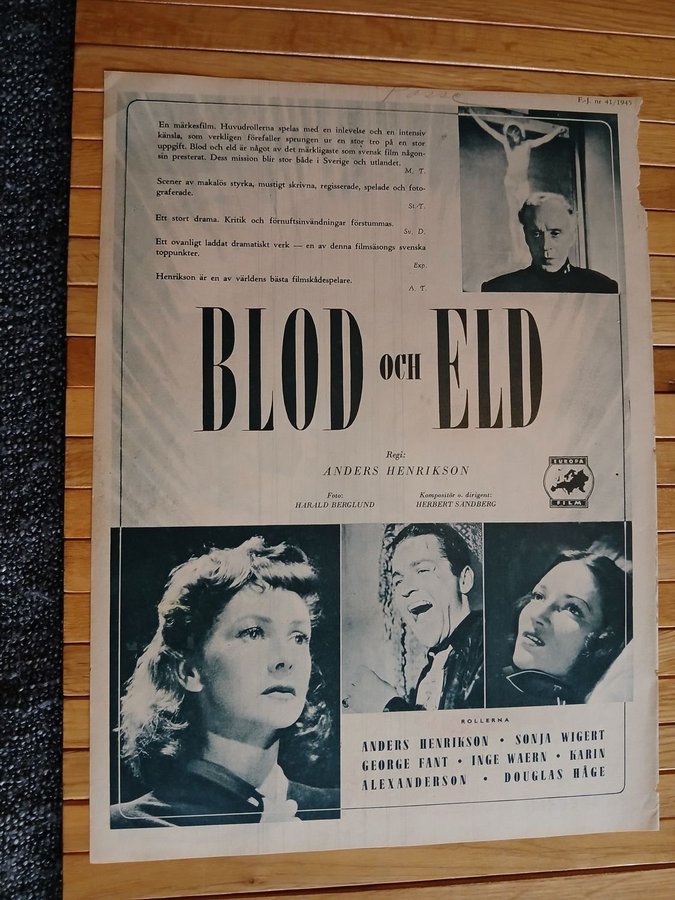 F.-J. nr 41/1945
En märkesfilm. Huvudrollerna spelas med en inlevelse och en intensiv
känsla, som verkligen förefaller sprungen ur en stor tro på en stor
uppgift. Blod och eld är något av det märkligaste som svensk film någon-
sin presterat. Dess mission blir stor både i Sverige och utlandet.
M. T.
Scener av makalös styrka, mustigt skrivna, regisserade, spelade och foto-
graferade.
St.-T.
Ett stort drama. Kritik och förnuftsinvändningar förstummas.
Sv. D.
Ett ovanligt laddat dramatiskt verk — en av denna filmsäsongs svenska
toppunkter.
Exp.
Henrikson är en av världens bästa filmskådespelare.
A. T.
BLOD OCH ELD
Regi:
ANDERS HENRIKSON
Foto:
HARALD BERGLUND
Kompositör o. dirigent:
HERBERT SANDBERG
EUROPA
FILM
ROLLERNA
ANDERS HENRIKSON • SONJA WIGERT
GEORGE FANT • INGE WAERN • KARIN
ALEXANDERSON • DOUGLAS HÅGE